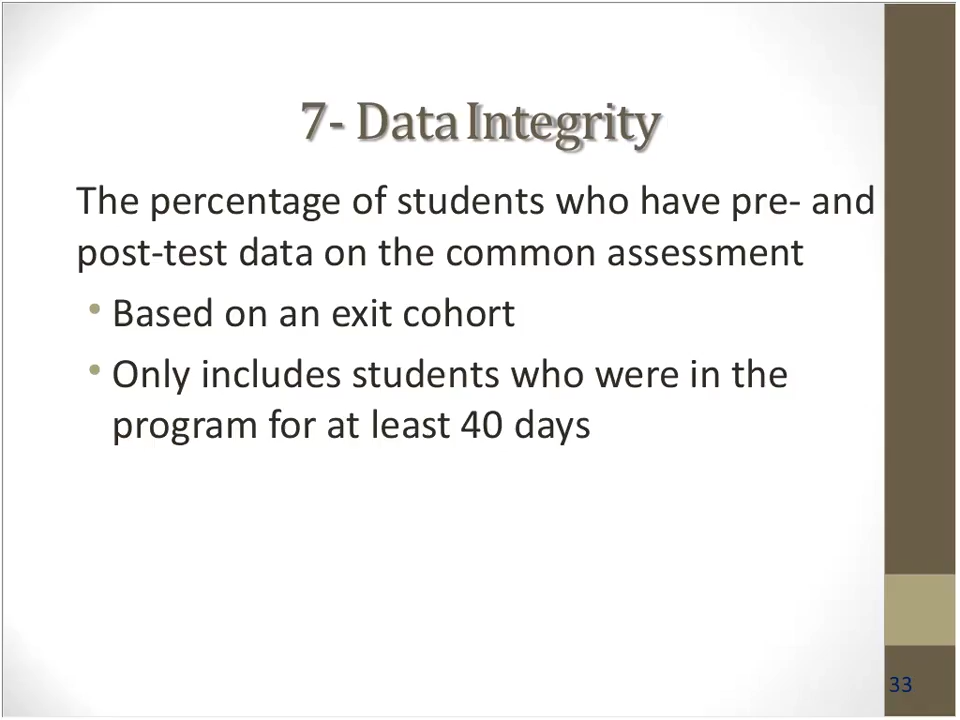 7- Data Integrity
The percentage of students who have pre- and
post-test data on the common assessment
• Based on an exit cohort
• Only includes students who were in the
program for at least 40 days
33